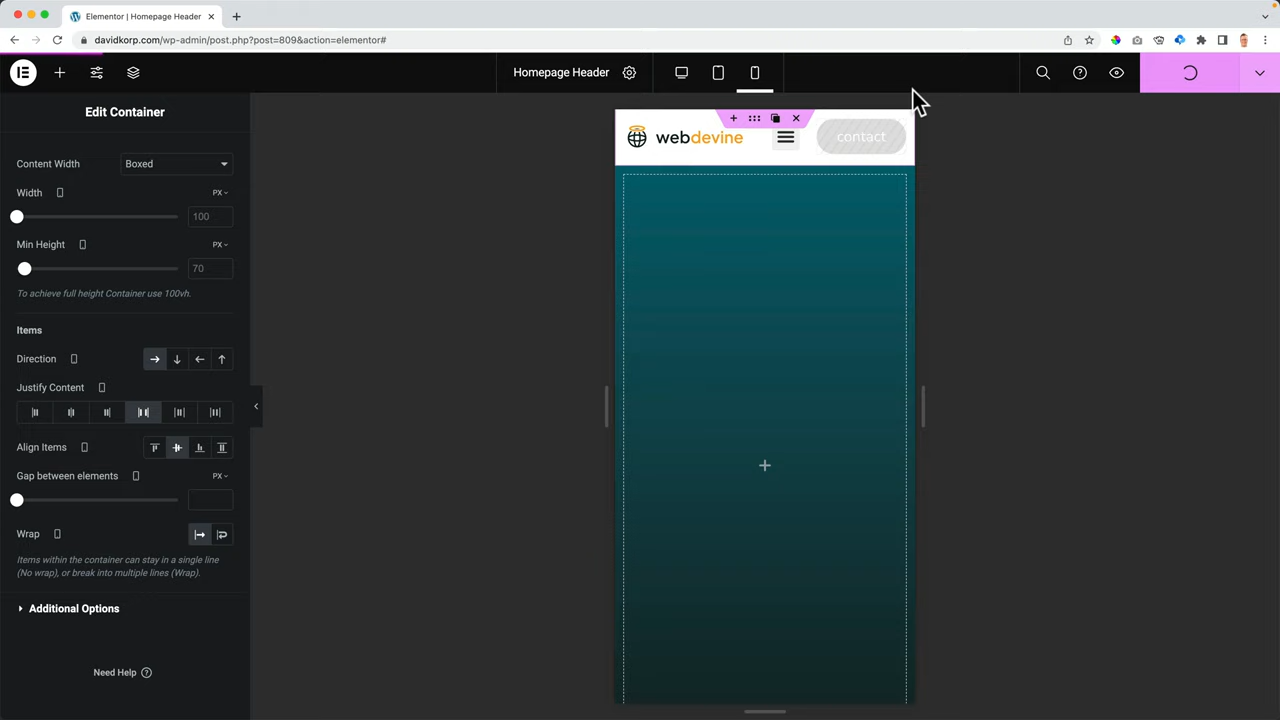 Elementor | Homepage Header
davidkorp.com/wp-admin/post.php?post=809&action=elementor#
Homepage Header
Edit Container
Content Width
Boxed
Width
PX
100
Min Height
PX
70
To achieve full height Container use 100vh.
Items
Direction
Justify Content
Align Items
Gap between elements
PX
Wrap
Items within the container can stay in a single line
(No wrap), or break into multiple lines (Wrap).
Additional Options
Need Help
webdevine
contact